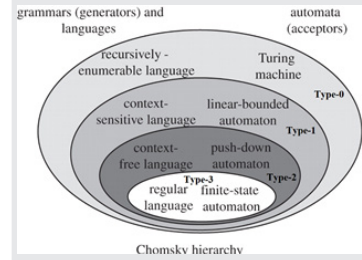 grammars (generators) and languages
automata (acceptors)
recursively - enumerable language
Turing machine
Type-0
context- sensitive language
linear-bounded automaton
Type-1
context- free language
push-down automaton
Type-2
Type-3
regular language
finite-state automaton
Chomsky hierarchy